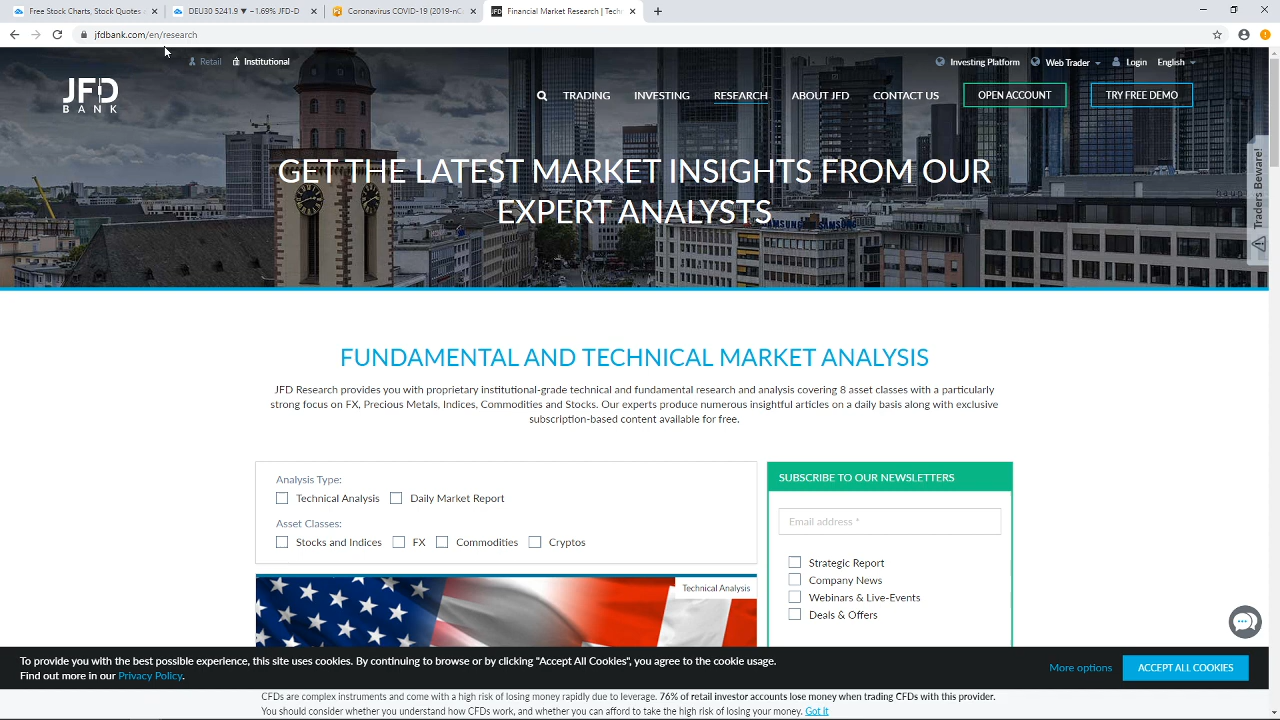 Free Stock Charts, Stock Quotes
DEU30 5241.9 ▼ −1.69% JFD-D
Coronavirus COVID-19 (2019-nC
Financial Market Research | Tech
jfdbank.com/en/research
Retail
Institutional
Investing Platform
Web Trader
Login
English
JFD
BANK
TRADING
INVESTING
RESEARCH
ABOUT JFD
CONTACT US
OPEN ACCOUNT
TRY FREE DEMO
GET THE LATEST MARKET INSIGHTS FROM OUR
EXPERT ANALYSTS
SAMSUNG
SAMSUNG
Traders Beware!
FUNDAMENTAL AND TECHNICAL MARKET ANALYSIS
JFD Research provides you with proprietary institutional-grade technical and fundamental research and analysis covering 8 asset classes with a particularly
strong focus on FX, Precious Metals, Indices, Commodities and Stocks. Our experts produce numerous insightful articles on a daily basis along with exclusive
subscription-based content available for free.
Analysis Type:
Technical Analysis
Daily Market Report
Asset Classes:
Stocks and Indices
FX
Commodities
Cryptos
SUBSCRIBE TO OUR NEWSLETTERS
Email address *
Strategic Report
Company News
Webinars & Live-Events
Deals & Offers
Technical Analysis
To provide you with the best possible experience, this site uses cookies. By continuing to browse or by clicking "Accept All Cookies", you agree to the cookie usage.
Find out more in our Privacy Policy.
More options
ACCEPT ALL COOKIES
CFDs are complex instruments and come with a high risk of losing money rapidly due to leverage. 76% of retail investor accounts lose money when trading CFDs with this provider.
You should consider whether you understand how CFDs work, and whether you can afford to take the high risk of losing your money. Got it